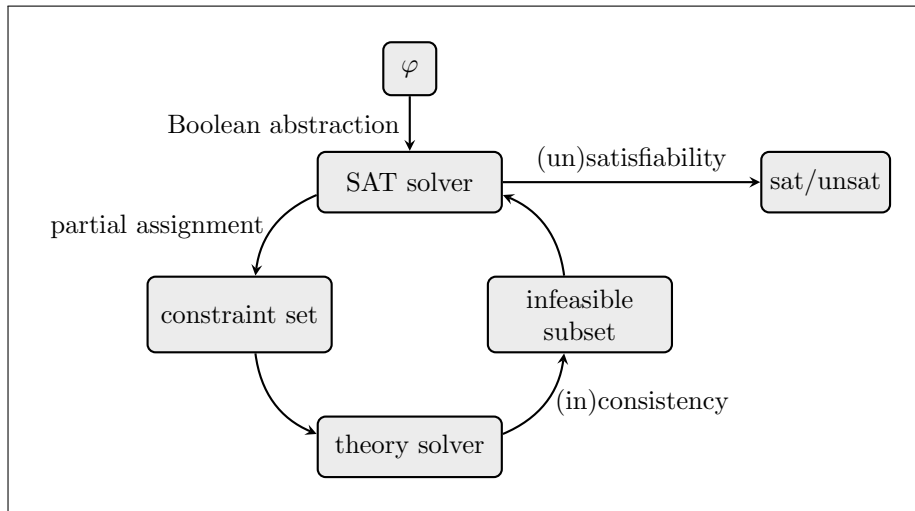 φ
Boolean abstraction
(un)satisfiability
SAT solver
sat/unsat
partial assignment
constraint set
infeasible
subset
(in)consistency
theory solver